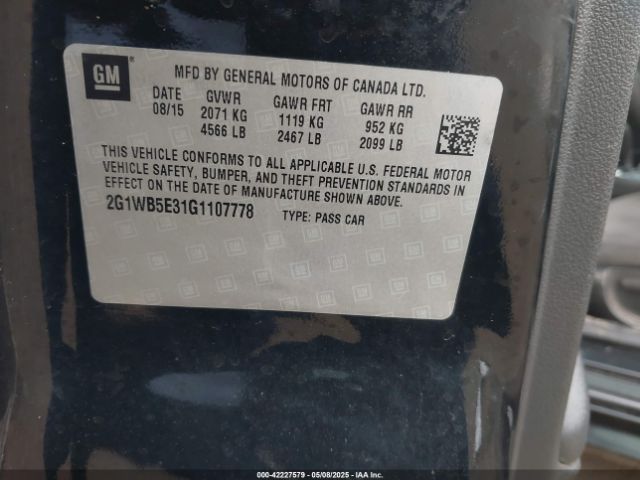 GM
MFD BY GENERAL MOTORS OF CANADA LTD.
DATE GVWR GAWR FRT GAWR RR
08/15 2071 KG 1119 KG 952 KG
4566 LB 2467 LB 2099 LB
THIS VEHICLE CONFORMS TO ALL APPLICABLE U.S. FEDERAL MOTOR
VEHICLE SAFETY, BUMPER, AND THEFT PREVENTION STANDARDS IN
EFFECT ON THE DATE OF MANUFACTURE SHOWN ABOVE.
2G1WB5E31G1107778 TYPE: PASS CAR
000-42227579 - 05/08/2025 - IAA Inc.